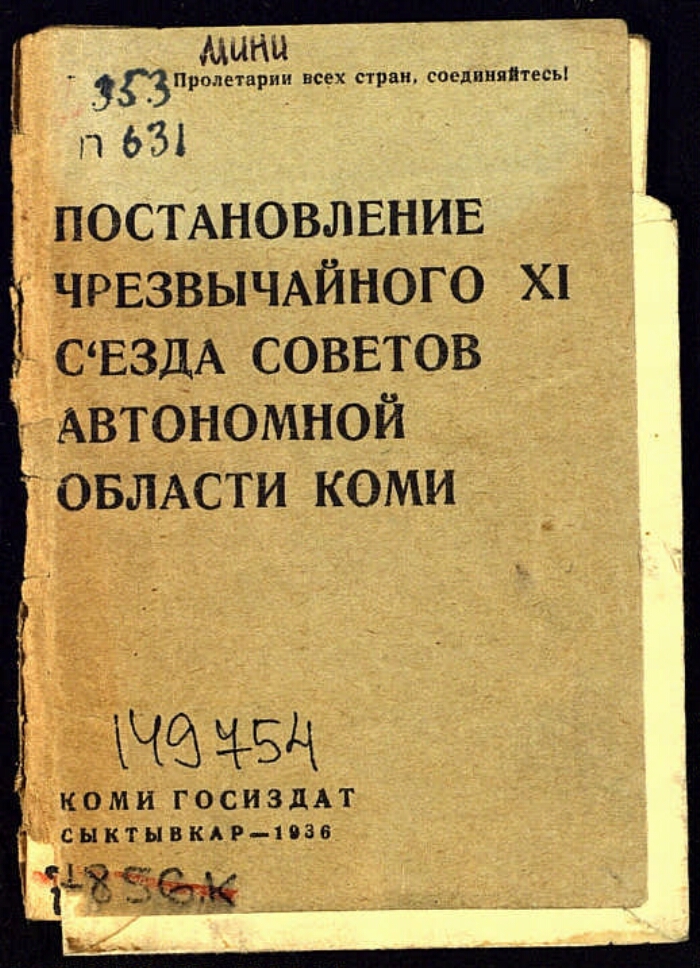 мини
Пролетарии всех стран, соединяйтесь!
353
П 631
ПОСТАНОВЛЕНИЕ
ЧРЕЗВЫЧАЙНОГО XI
С‘ЕЗДА СОВЕТОВ
АВТОНОМНОЙ
ОБЛАСТИ КОМИ
149754
КОМИ ГОСИЗДАТ
СЫКТЫВКАР—1936